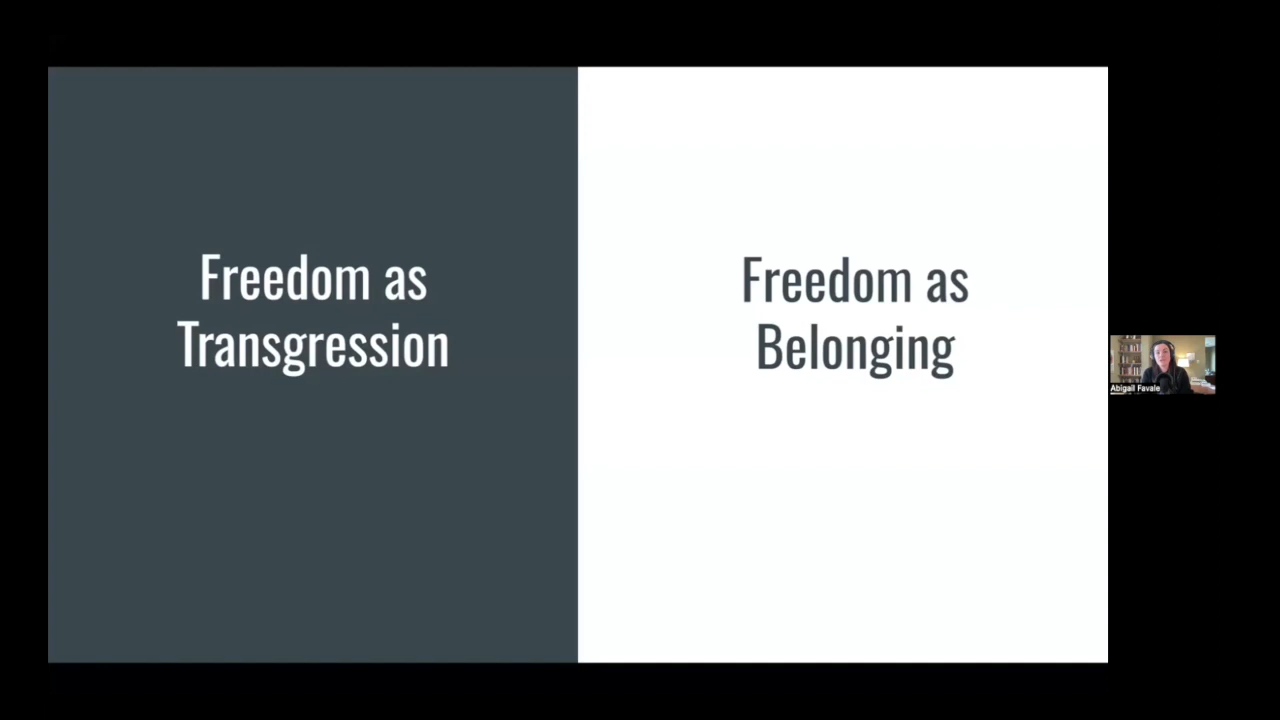 Freedom as
Transgression
Freedom as
Belonging
Abigail Favale